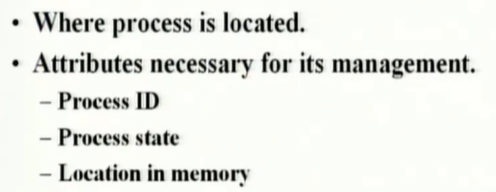 • Where process is located.
• Attributes necessary for its management.
– Process ID
– Process state
– Location in memory